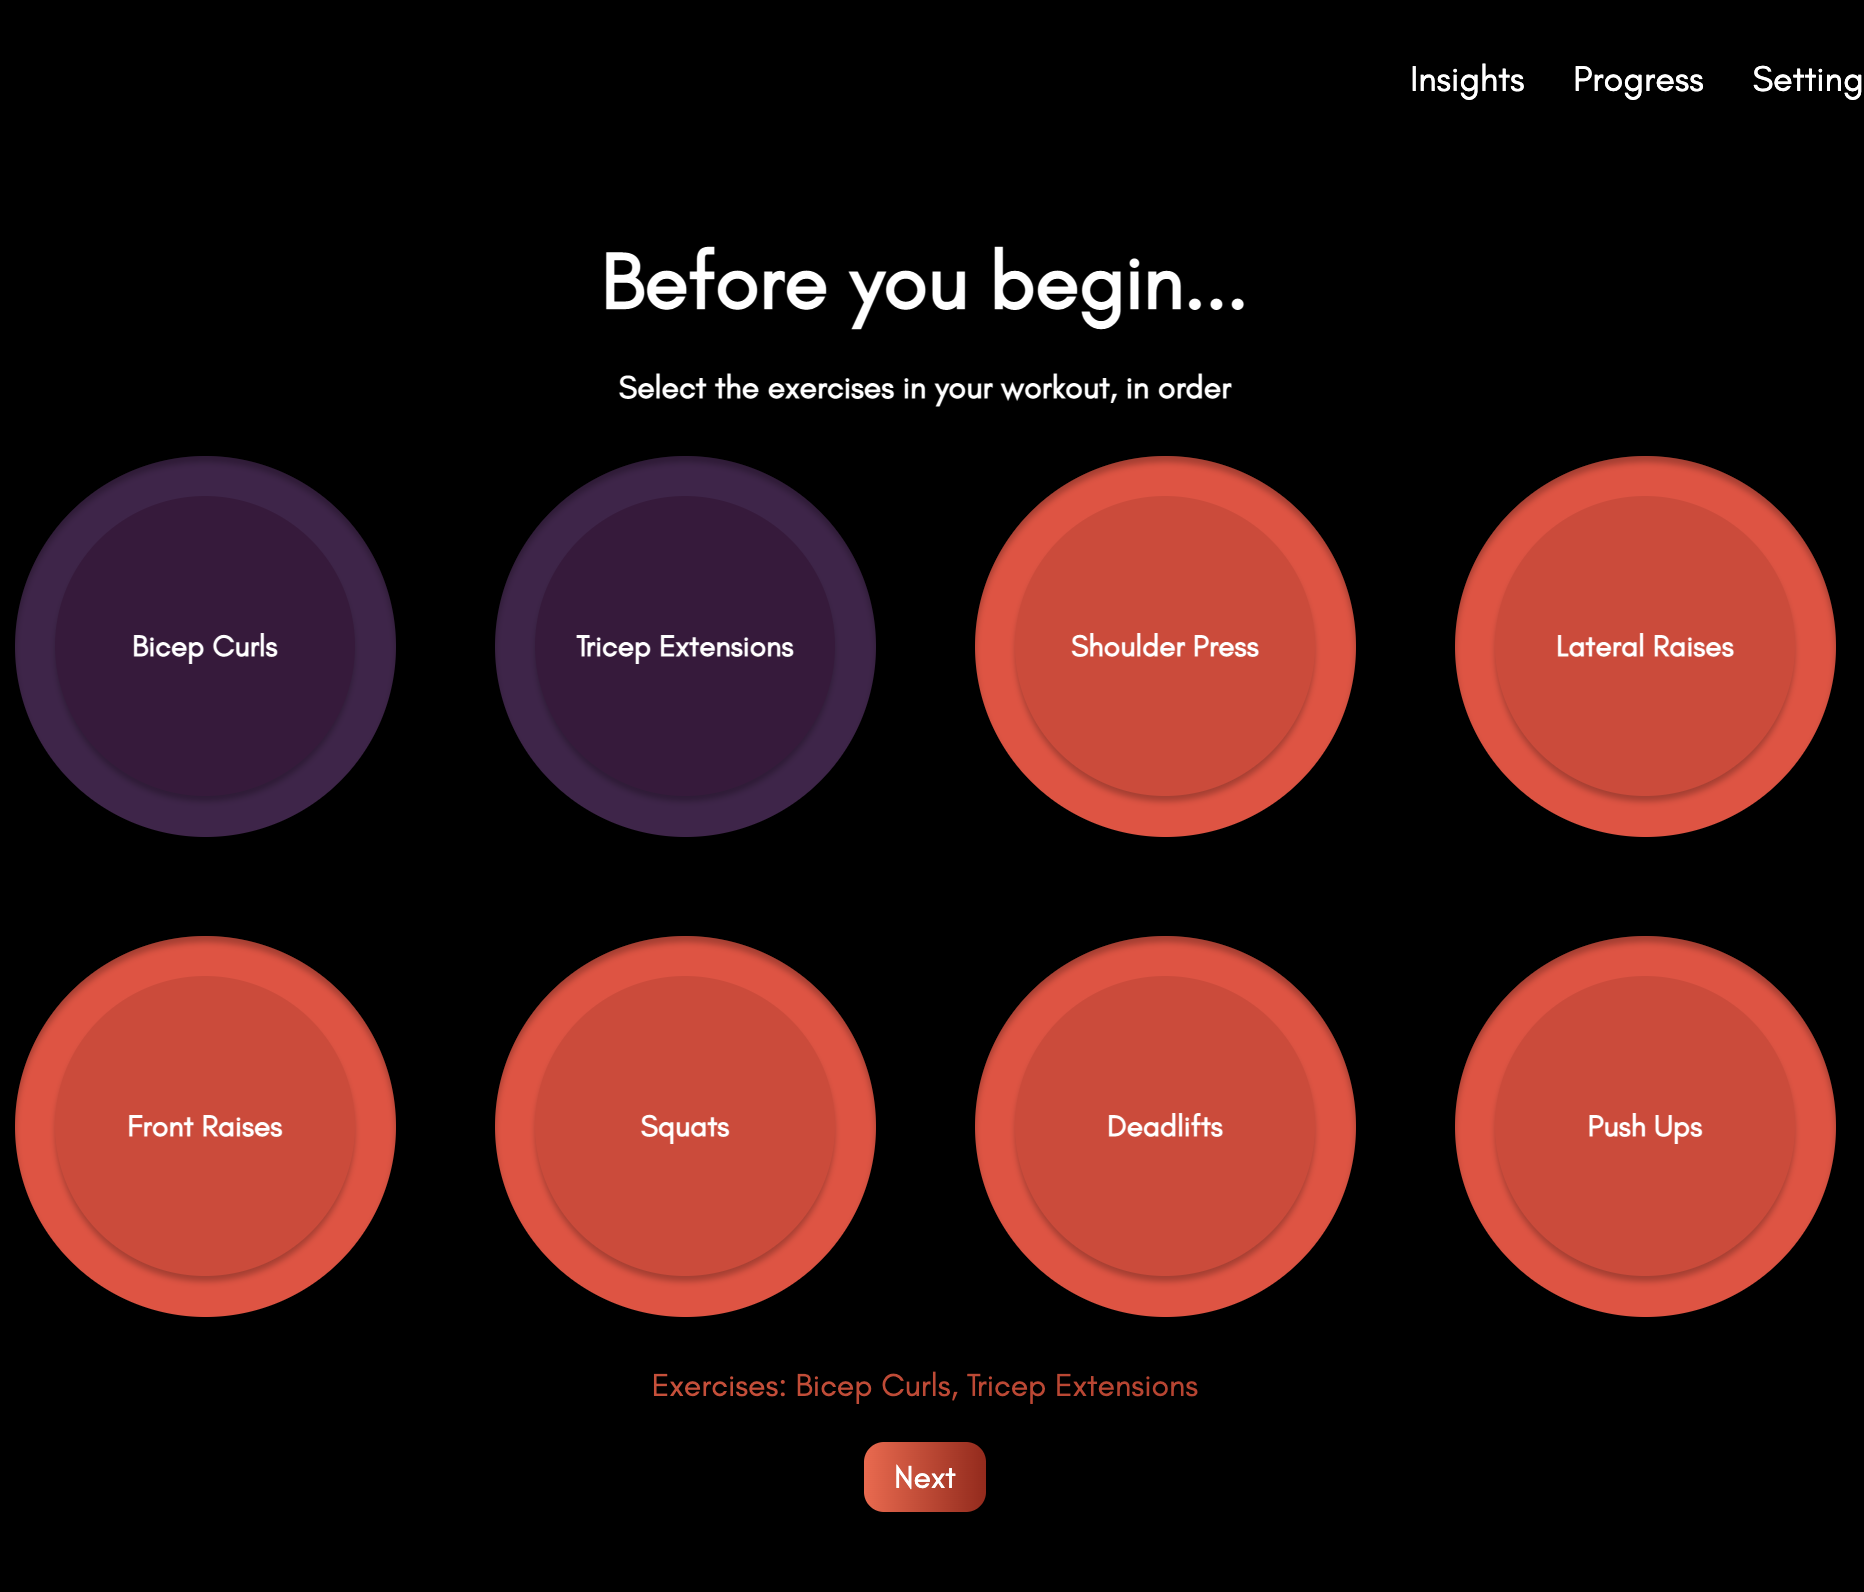 Insights Progress Setting
Before you begin...
Select the exercises in your workout, in order
Bicep Curls Tricep Extensions Shoulder Press Lateral Raises
Front Raises Squats Deadlifts Push Ups
Exercises: Bicep Curls, Tricep Extensions
Next